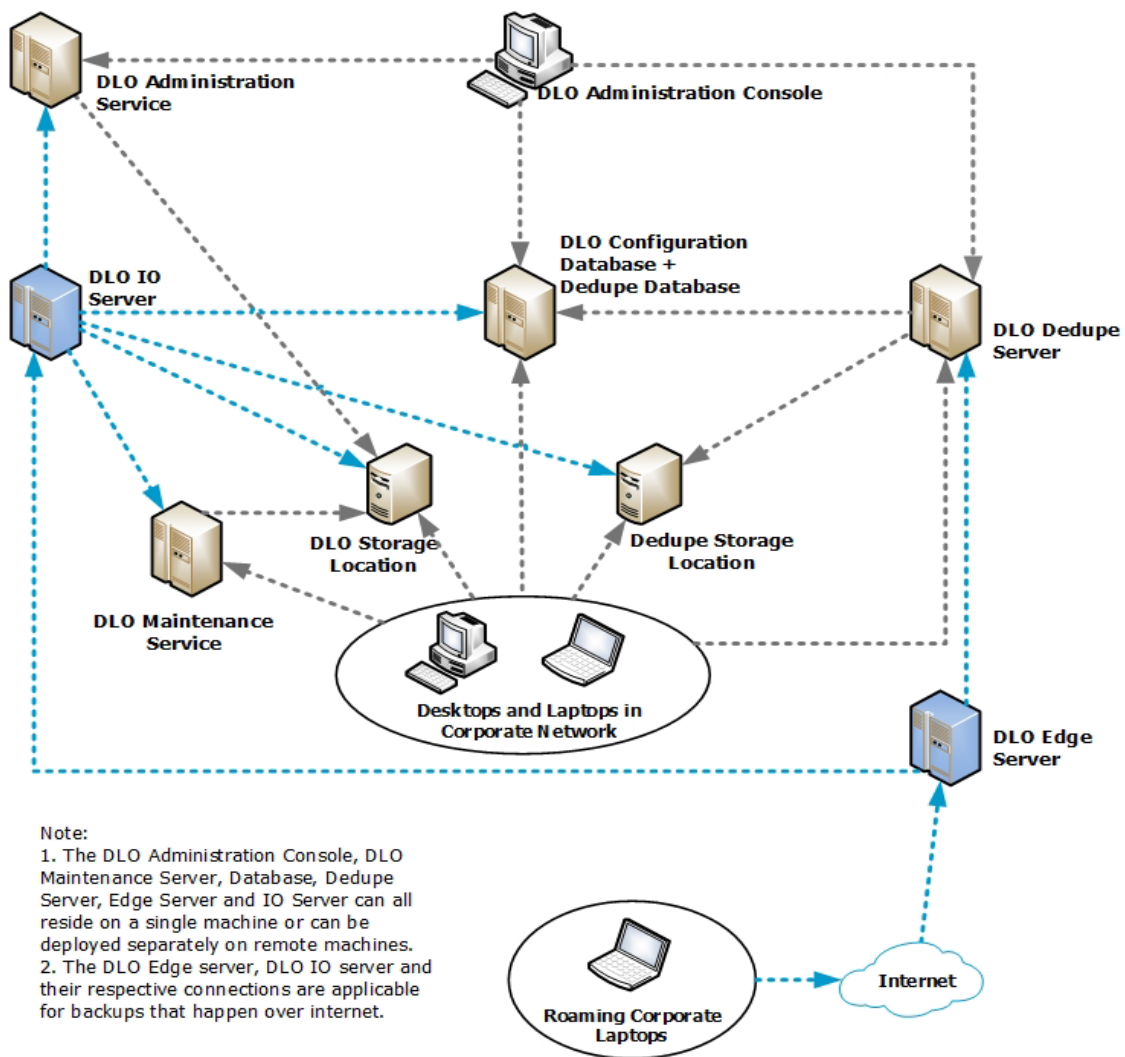 DLO Administration
Service
DLO Administration Console
DLO Configuration
Database +
Dedupe Database
DLO IO
Server
DLO Dedupe
Server
DLO Storage
Location
Dedupe Storage
Location
DLO Maintenance
Service
Desktops and Laptops in
Corporate Network
DLO Edge
Server
Note:
1. The DLO Administration Console, DLO
Maintenance Server, Database, Dedupe
Server, Edge Server and IO Server can all
reside on a single machine or can be
deployed separately on remote machines.
2. The DLO Edge server, DLO IO server and
their respective connections are applicable
for backups that happen over internet.
Internet
Roaming Corporate
Laptops